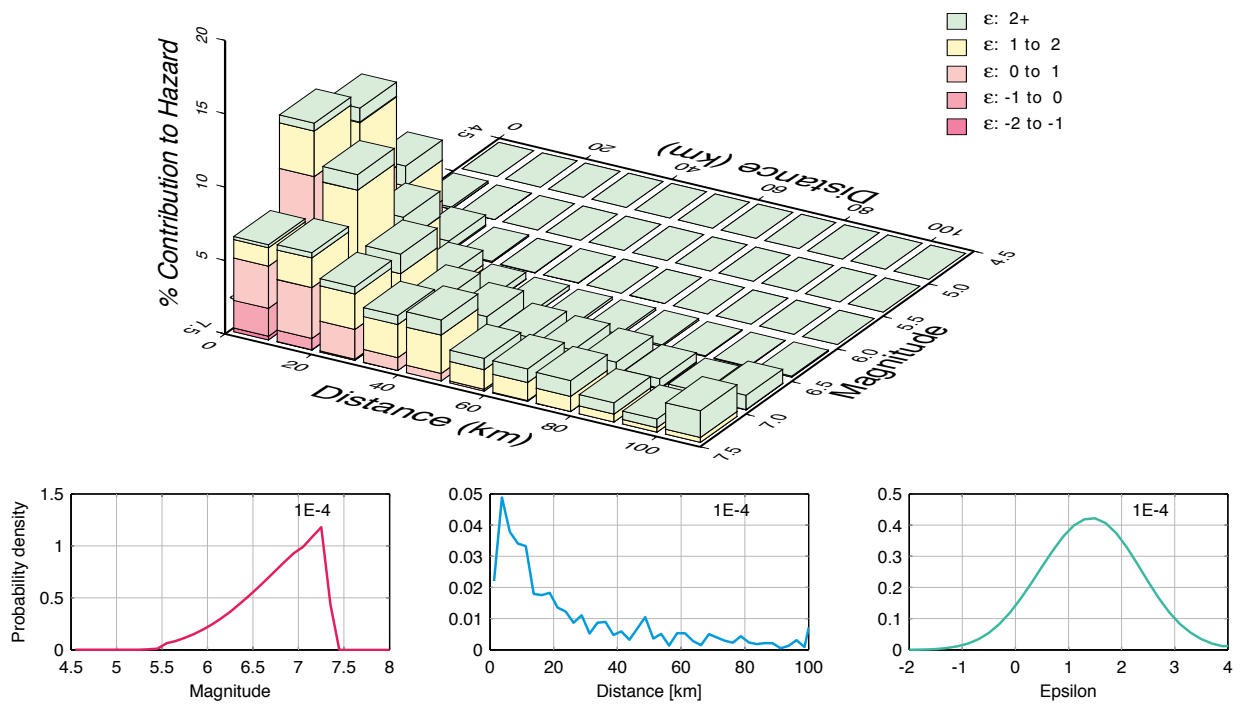 ε: 2+
ε: 1 to 2
ε: 0 to 1
ε: -1 to 0
ε: -2 to -1
% Contribution to Hazard
20
15
10
5
7.5
0
20
40
60
80
100
Distance (km)
4.5
0
20
40
60
80
100
Distance (km)
4.5
5.0
5.5
6.0
6.5
7.0
7.5
Magnitude
Probability density
1.5
1
0.5
0
1E-4
4.5 5 5.5 6 6.5 7 7.5 8
Magnitude
0.05
0.04
0.03
0.02
0.01
0
1E-4
0 20 40 60 80 100
Distance [km]
0.5
0.4
0.3
0.2
0.1
0
1E-4
-2 -1 0 1 2 3 4
Epsilon